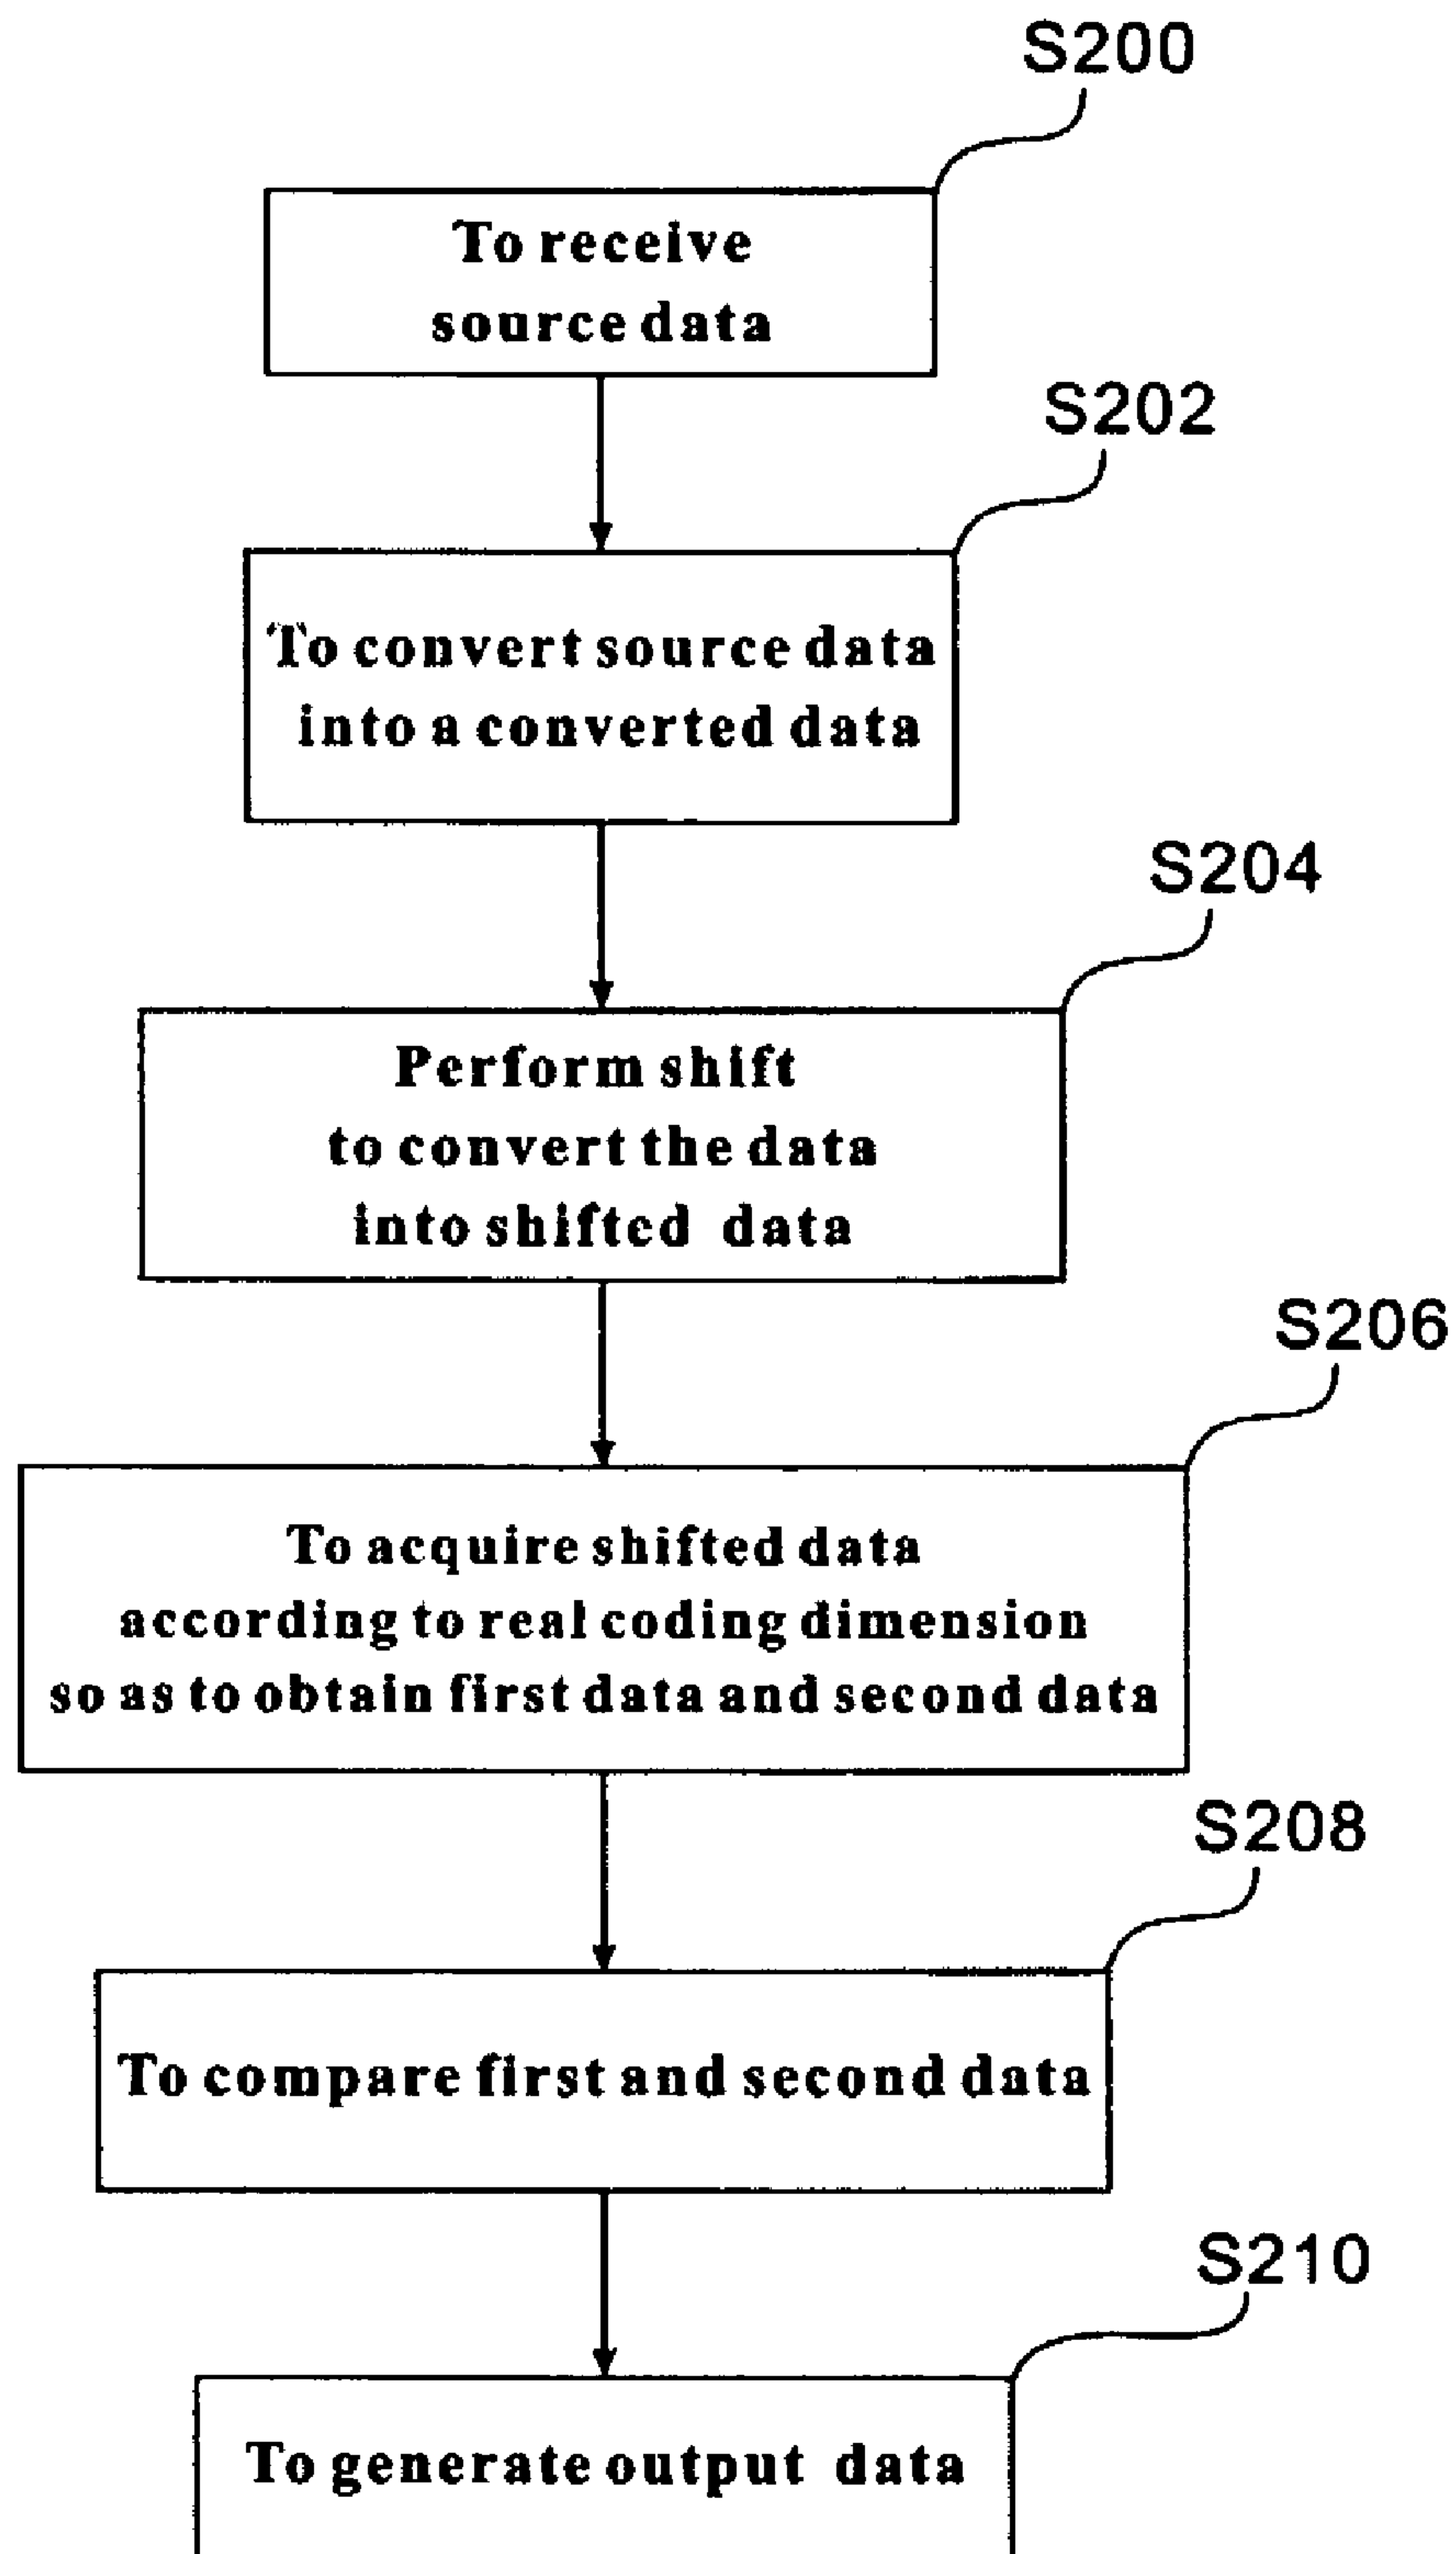 S200
To receive
source data
S202
To convert source data
into a converted data
S204
Perform shift
to convert the data
into shifted data
S206
To acquire shifted data
according to real coding dimension
so as to obtain first data and second data
S208
To compare first and second data
S210
To generate output data